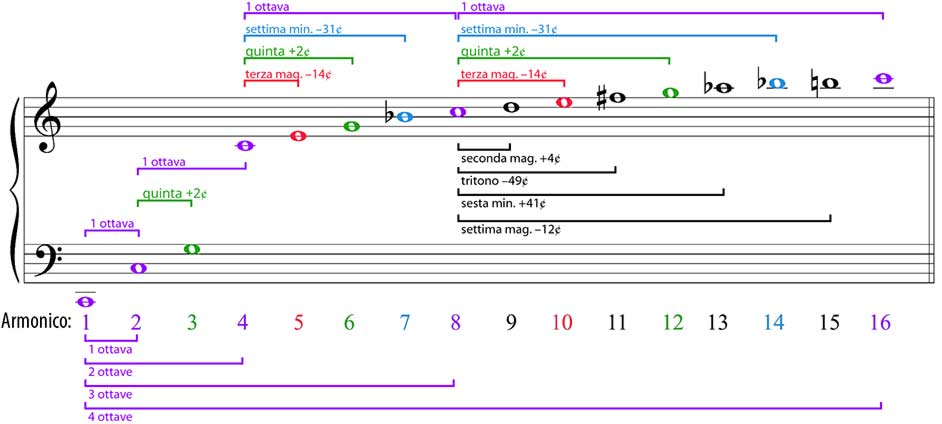 1 ottava 1 ottava
settima min. –31¢ settima min. –31¢
quinta +2¢ quinta +2¢
terza mag. –14¢ terza mag. –14¢
seconda mag. +4¢
1 ottava
tritono –49¢
quinta +2¢
sesta min. +41¢
1 ottava
settima mag. –12¢
Armonico: 1 2 3 4 5 6 7 8 9 10 11 12 13 14 15 16
1 ottava
2 ottave
3 ottave
4 ottave